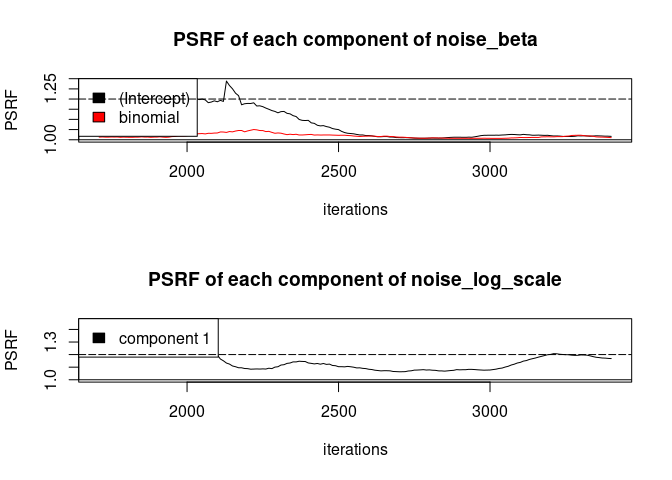 PSRF of each component of noise_beta
PSRF
1.25
1.00
(Intercept)
binomial
2000 2500 3000
iterations
PSRF of each component of noise_log_scale
PSRF
1.3
1.0
component 1
2000 2500 3000
iterations